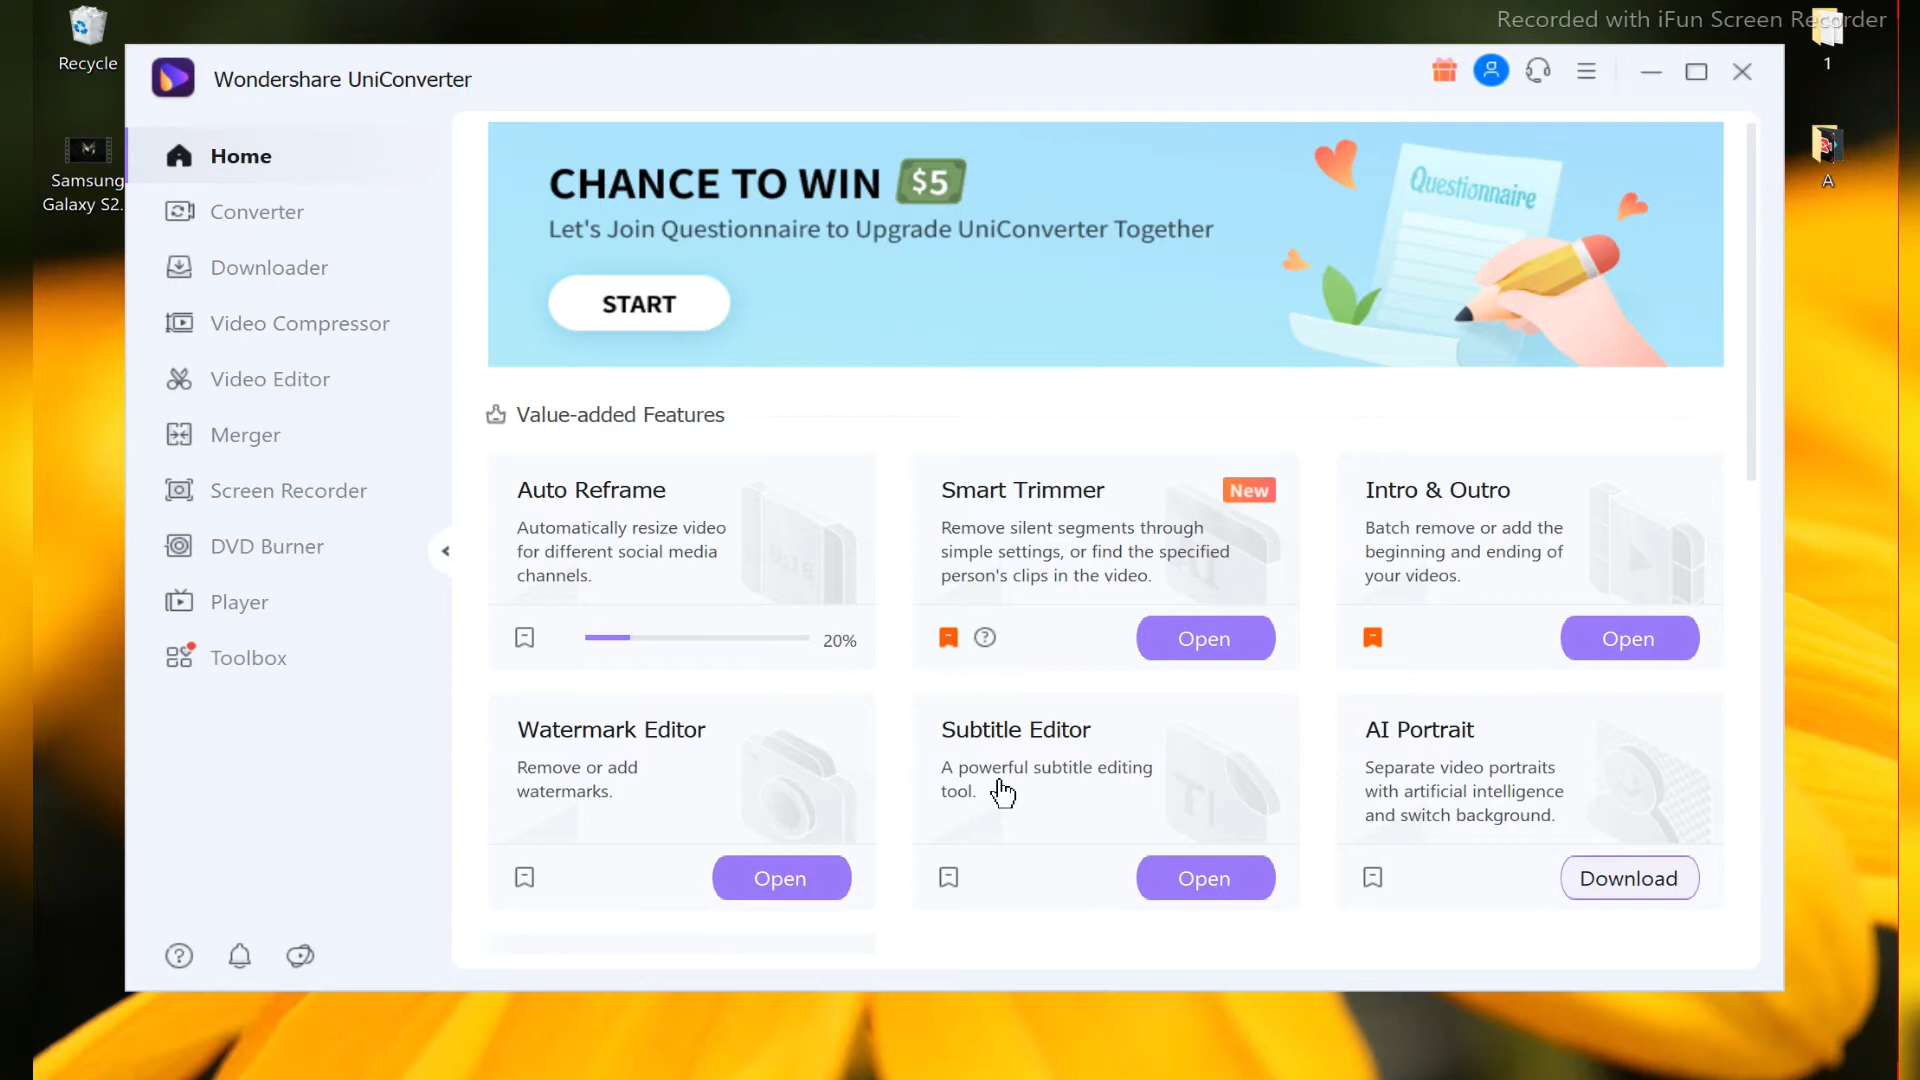 Recorded with iFun Screen Recorder
Recycle
1
Wondershare UniConverter
Samsung
Galaxy S2...
A
Home
Converter
Downloader
Video Compressor
Video Editor
Merger
Screen Recorder
DVD Burner
Player
Toolbox
CHANCE TO WIN $5
Let's Join Questionnaire to Upgrade UniConverter Together
START
Questionnaire
Value-added Features
Auto Reframe
Automatically resize video
for different social media
channels.
20%
Smart Trimmer
New
Remove silent segments through
simple settings, or find the specified
person's clips in the video.
Open
Intro & Outro
Batch remove or add the
beginning and ending of
your videos.
Open
Watermark Editor
Remove or add
watermarks.
Open
Subtitle Editor
A powerful subtitle editing
tool.
Open
AI Portrait
Separate video portraits
with artificial intelligence
and switch background.
Download